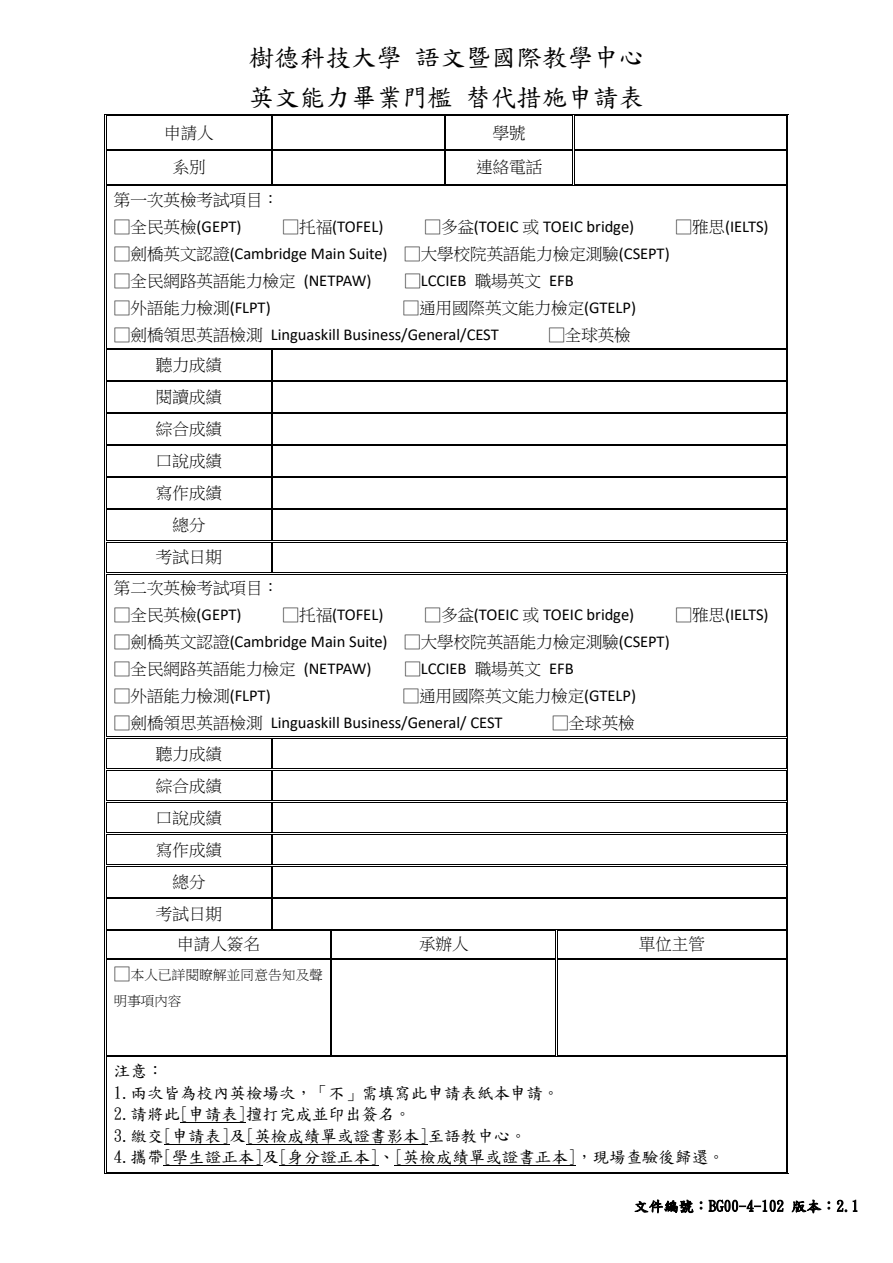 樹德科技大學 語文暨國際教學中心
英文能力畢業門檻 替代措施申請表
申請人 學號
系別 連絡電話
第一次英檢考試項目：
□全民英檢(GEPT) □托福(TOFEL) □多益(TOEIC 或 TOEIC bridge) □雅思(IELTS)
□劍橋英文認證(Cambridge Main Suite) □大學校院英語能力檢定測驗(CSEPT)
□全民網路英語能力檢定 (NETPAW) □LCCIEB 職場英文 EFB
□外語能力檢測(FLPT) □通用國際英文能力檢定(GTELP)
□劍橋領思英語檢測 Linguaskill Business/General/CEST □全球英檢
聽力成績
閱讀成績
綜合成績
口說成績
寫作成績
總分
考試日期
第二次英檢考試項目：
□全民英檢(GEPT) □托福(TOFEL) □多益(TOEIC 或 TOEIC bridge) □雅思(IELTS)
□劍橋英文認證(Cambridge Main Suite) □大學校院英語能力檢定測驗(CSEPT)
□全民網路英語能力檢定 (NETPAW) □LCCIEB 職場英文 EFB
□外語能力檢測(FLPT) □通用國際英文能力檢定(GTELP)
□劍橋領思英語檢測 Linguaskill Business/General/ CEST □全球英檢
聽力成績
綜合成績
口說成績
寫作成績
總分
考試日期
申請人簽名 承辦人 單位主管
□本人已詳閱瞭解並同意告知及聲
明事項內容
注意：
1.兩次皆為校內英檢場次，「不」需填寫此申請表紙本申請。
2.請將此[申請表]擅打完成並印出簽名。
3.繳交[申請表]及[英檢成績單或證書影本]至語教中心。
4.攜帶[學生證正本]及[身分證正本]、[英檢成績單或證書正本]，現場查驗後歸還。
文件編號：BG00-4-102 版本：2.1